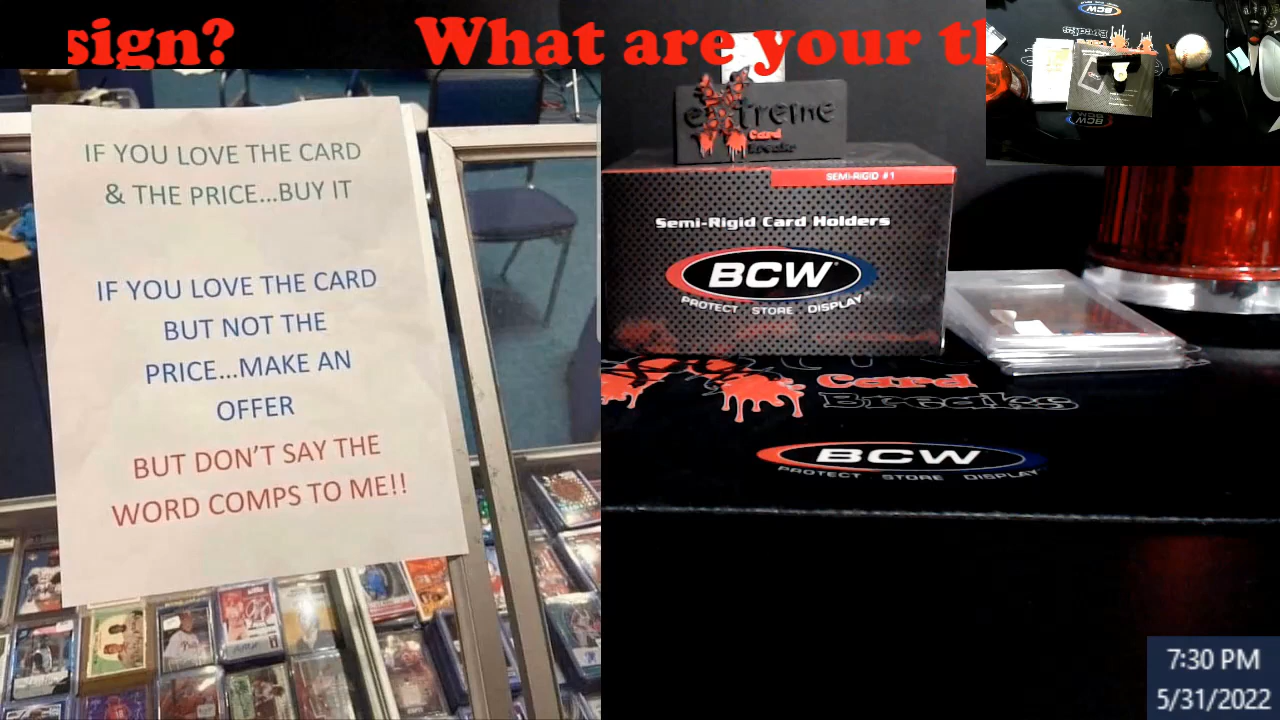 sign? What are your th
IF YOU LOVE THE CARD
& THE PRICE...BUY IT
IF YOU LOVE THE CARD
BUT NOT THE
PRICE...MAKE AN
OFFER
BUT DON'T SAY THE
WORD COMPS TO ME!!
extreme
Card
Breaks
SEMI-RIGID #1
Semi-Rigid Card Holders
BCW
PROTECT STORE DISPLAY
Card
Breaks
BCW
PROTECT STORE DISPLAY
BCW
7:30 PM
5/31/2022